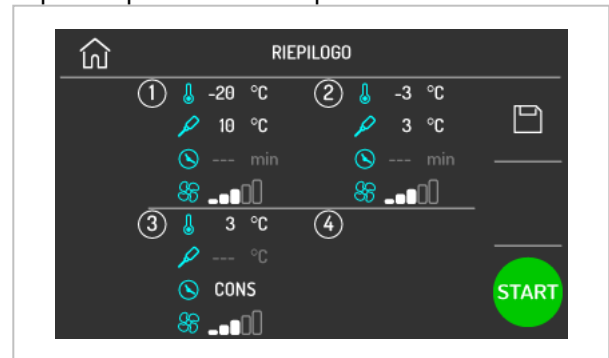 RIEPILOGO
1 -20 °C 2 -3 °C
10 °C 3 °C
--- min --- min
3 3 °C 4
--- °C
CONS
START